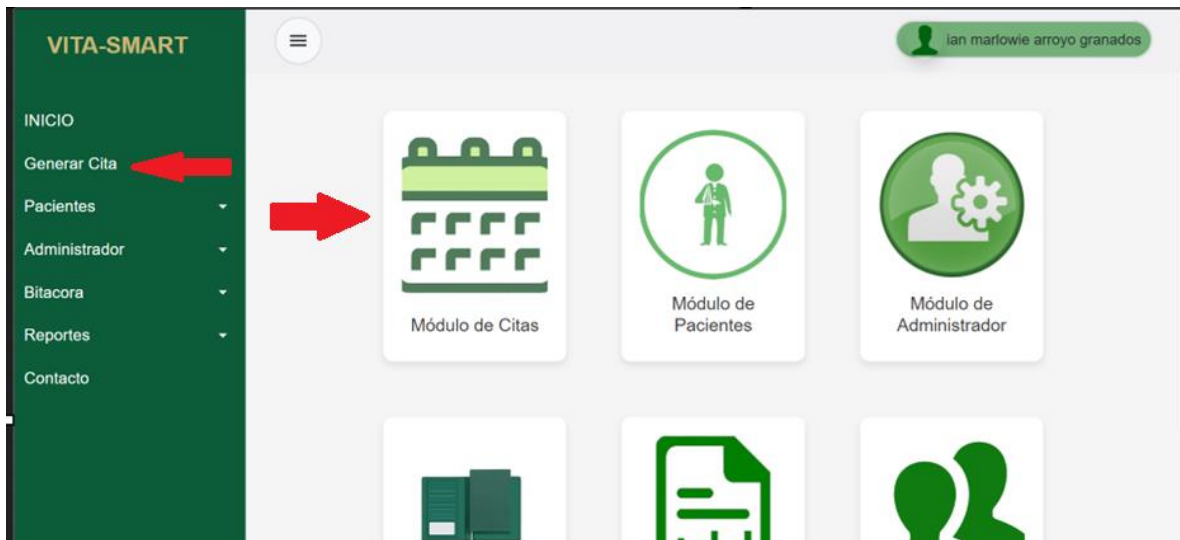 VITA-SMART
ian marlowie arroyo granados
INICIO
Generar Cita
Pacientes
Administrador
Bitacora
Reportes
Contacto
Módulo de Citas
Módulo de
Pacientes
Módulo de
Administrador